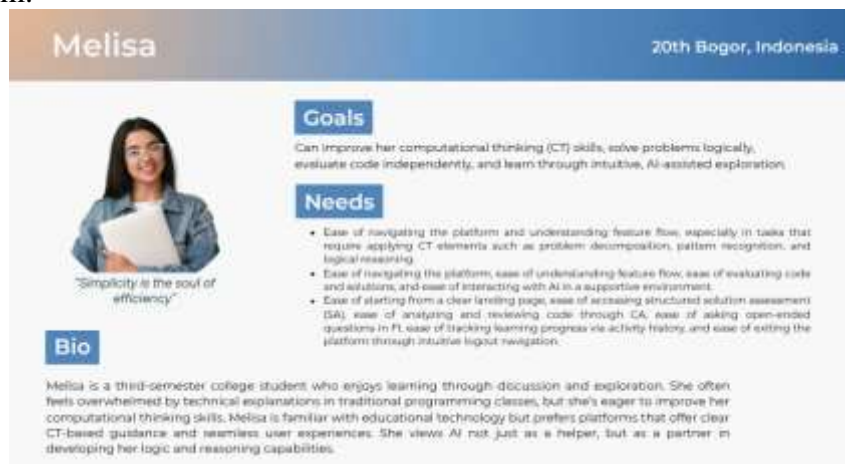 m.
Melisa
20th Bogor, Indonesia
Goals
Can improve her computational thinking (CT) skills, solve problems logically,
evaluate code independently, and learn through intuitive, AI-assisted exploration.
Needs
• Ease of navigating the platform and understanding feature flow, especially in tasks that
require applying CT elements such as problem decomposition, pattern recognition, and
logical reasoning.
• Ease of navigating the platform, ease of understanding feature flow, ease of evaluating code
and solutions, and ease of interacting with AI in a supportive environment.
• Ease of starting from a clear landing page, ease of accessing structured solution assessment
(SA), ease of analyzing and reviewing code through CA, ease of asking open-ended
questions in FI, ease of tracking learning progress via activity history, and ease of exiting the
platform through intuitive logout navigation.
"Simplicity is the soul of
efficiency"
Bio
Melisa is a third-semester college student who enjoys learning through discussion and exploration. She often
feels overwhelmed by technical explanations in traditional programming classes, but she's eager to improve her
computational thinking skills. Melisa is familiar with educational technology but prefers platforms that offer clear
CT-based guidance and seamless user experiences. She views AI not just as a helper, but as a partner in
developing her logic and reasoning capabilities.